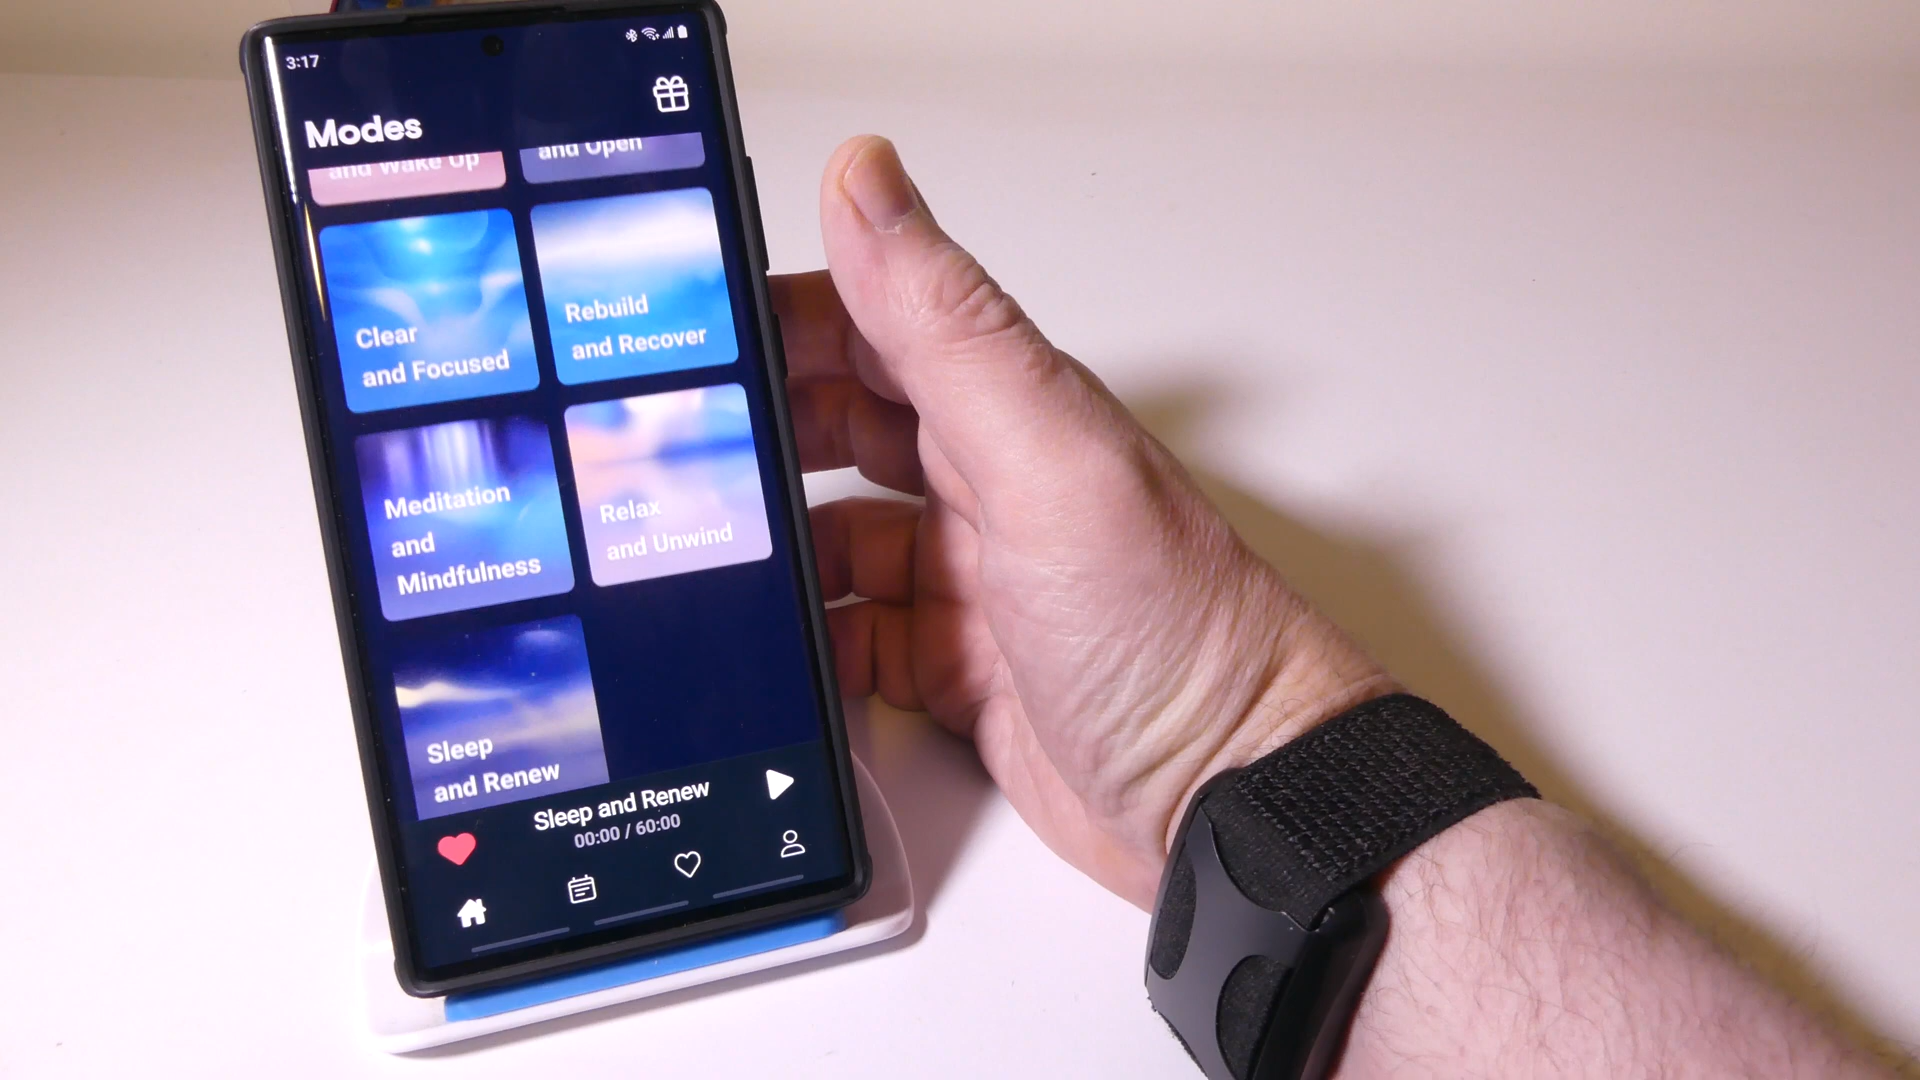 3:17
Modes
and Wake Up
and Open
Clear
and Focused
Rebuild
and Recover
Meditation
and
Mindfulness
Relax
and Unwind
Sleep
and Renew
Sleep and Renew
00:00 / 60:00